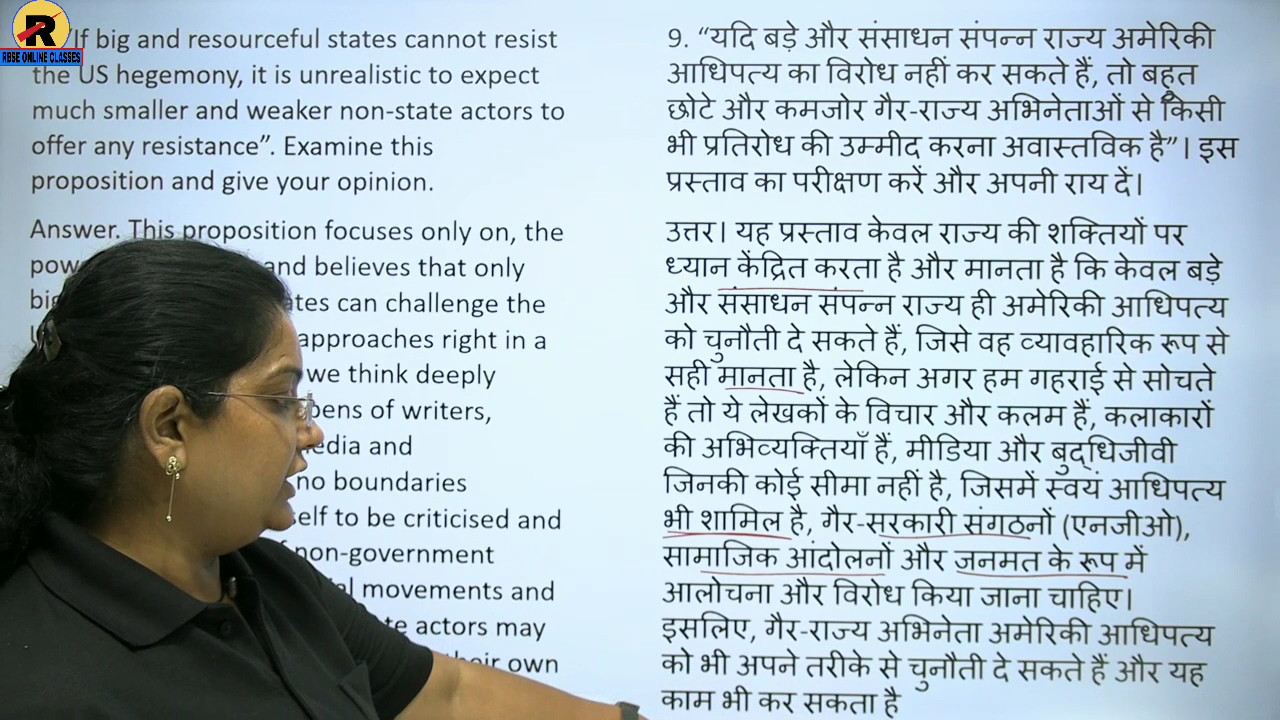 R
RBSE ONLINE CLASSES
"If big and resourceful states cannot resist
the US hegemony, it is unrealistic to expect
much smaller and weaker non-state actors to
offer any resistance”. Examine this
proposition and give your opinion.
Answer. This proposition focuses only on, the
and believes that only
can challenge the
approaches right in a
we think deeply
of writers,
and
no boundaries
to be criticised and
non-government
movements and
actors may
their own
9. “यदि बड़े और संसाधन संपन्न राज्य अमेरिकी
आधिपत्य का विरोध नहीं कर सकते हैं, तो बहुत
छोटे और कमजोर गैर-राज्य अभिनेताओं से किसी
भी प्रतिरोध की उम्मीद करना अवास्तविक है”। इस
प्रस्ताव का परीक्षण करें और अपनी राय दें।
उत्तर। यह प्रस्ताव केवल राज्य की शक्तियों पर
ध्यान केंद्रित करता है और मानता है कि केवल बड़े
और संसाधन संपन्न राज्य ही अमेरिकी आधिपत्य
को चुनौती दे सकते हैं, जिसे वह व्यावहारिक रूप से
सही मानता है, लेकिन अगर हम गहराई से सोचते
हैं तो ये लेखकों के विचार और कलम हैं, कलाकारों
की अभिव्यक्तियाँ हैं, मीडिया और बुद्धिजीवी
जिनकी कोई सीमा नहीं है, जिसमें स्वयं आधिपत्य
भी शामिल है, गैर-सरकारी संगठनों (एनजीओ),
सामाजिक आंदोलनों और जनमत के रूप में
आलोचना और विरोध किया जाना चाहिए।
इसलिए, गैर-राज्य अभिनेता अमेरिकी आधिपत्य
को भी अपने तरीके से चुनौती दे सकते हैं और यह
काम भी कर सकता है